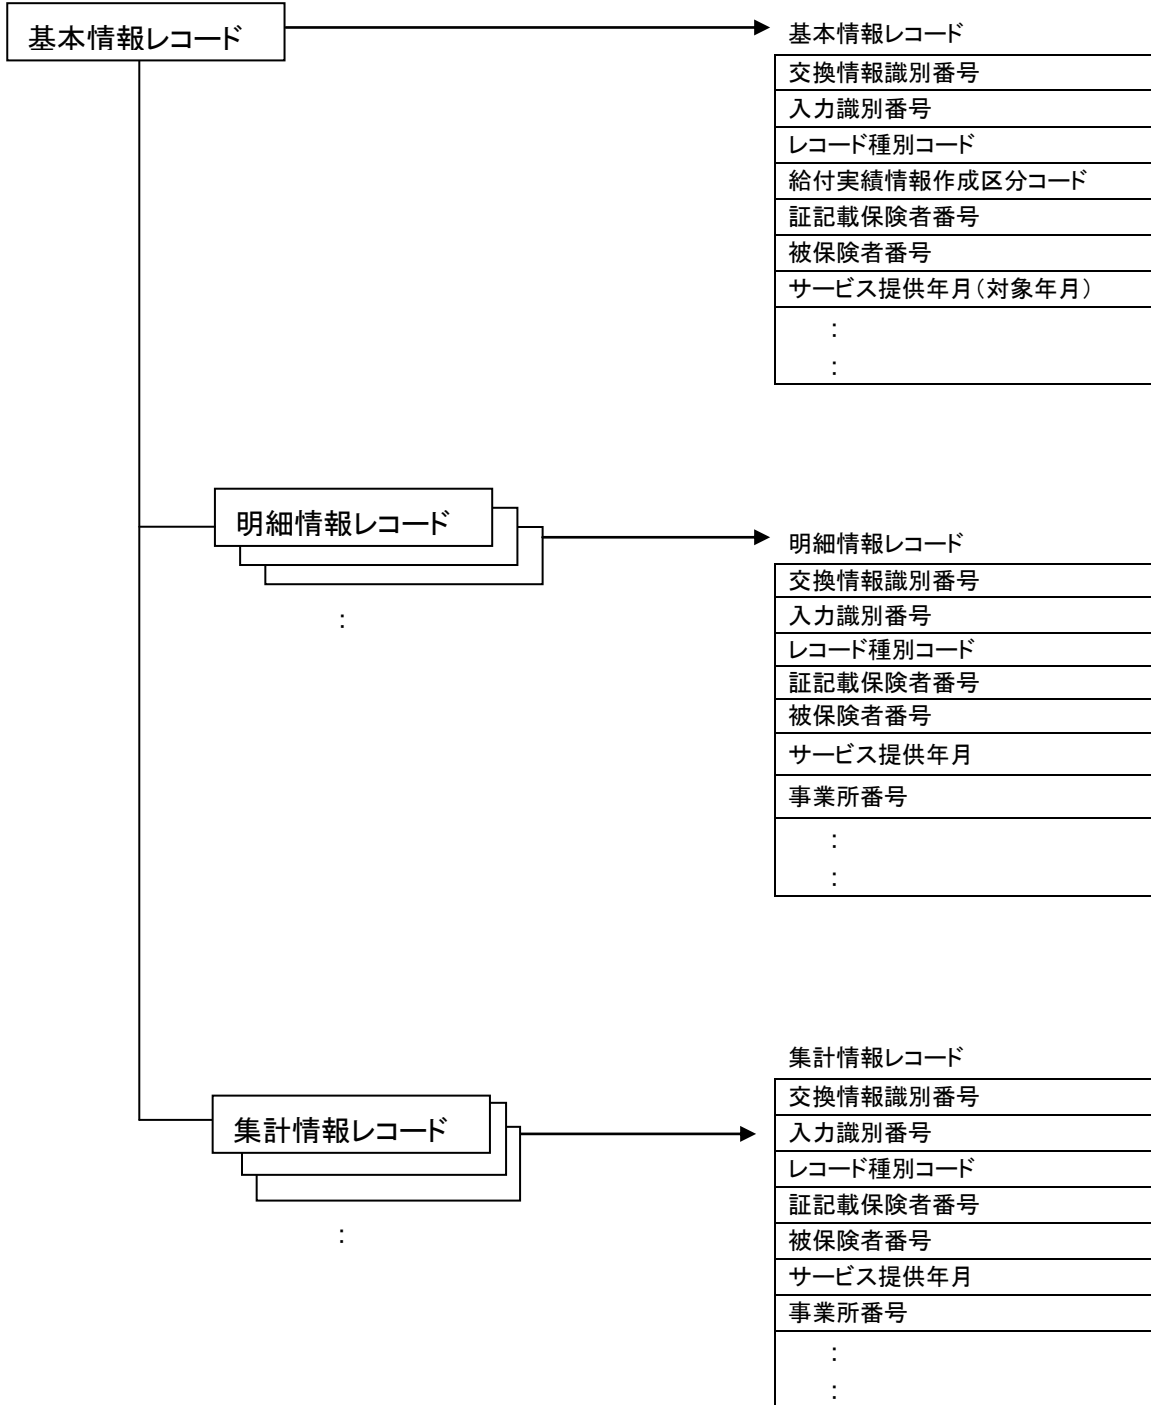 基本情報レコード
基本情報レコード
交換情報識別番号
入力識別番号
レコード種別コード
給付実績情報作成区分コード
証記載保険者番号
被保険者番号
サービス提供年月(対象年月)
:
:
明細情報レコード
:
明細情報レコード
交換情報識別番号
入力識別番号
レコード種別コード
証記載保険者番号
被保険者番号
サービス提供年月
事業所番号
:
:
集計情報レコード
:
集計情報レコード
交換情報識別番号
入力識別番号
レコード種別コード
証記載保険者番号
被保険者番号
サービス提供年月
事業所番号
:
: